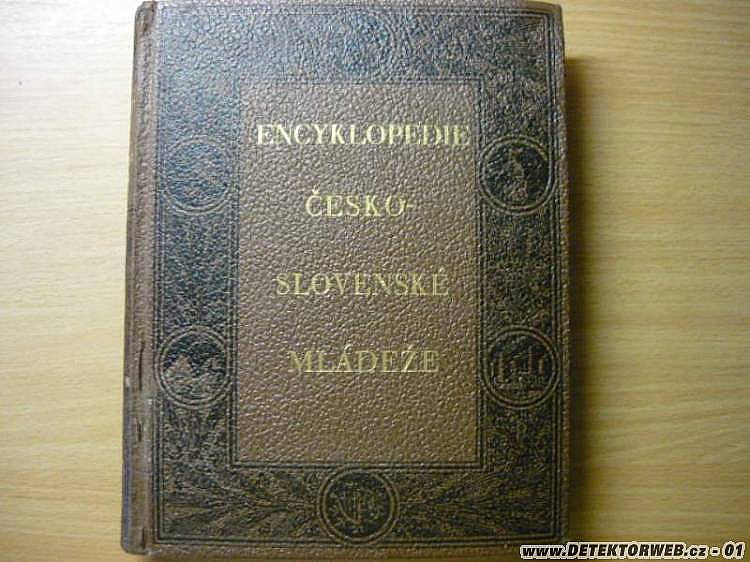 ENCYKLOPEDIE
ČESKO-
SLOVENSKÉ
MLÁDEŽE
www.DETEKTORWEB.cz - 01